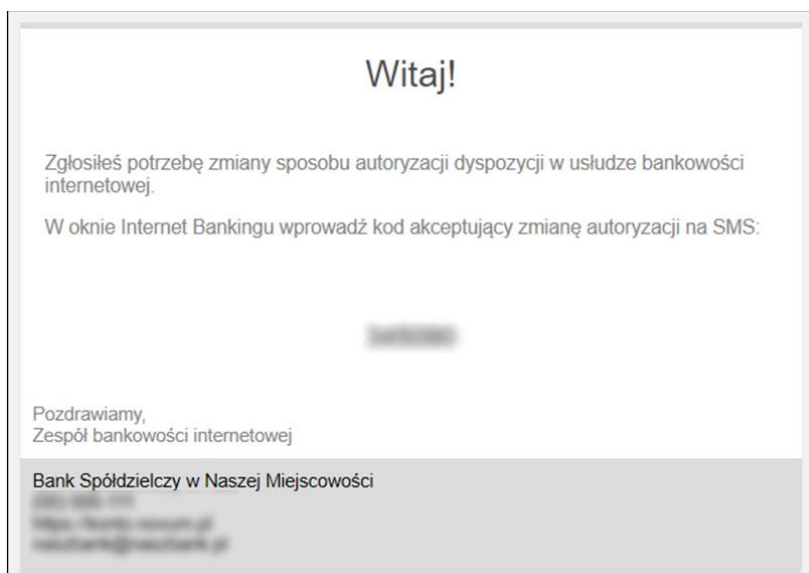 Witaj!
Zgłosiłeś potrzebę zmiany sposobu autoryzacji dyspozycji w usłudze bankowości
internetowej.
W oknie Internet Bankingu wprowadź kod akceptujący zmianę autoryzacji na SMS:
Pozdrawiamy,
Zespół bankowości internetowej
Bank Spółdzielczy w Naszej Miejscowości